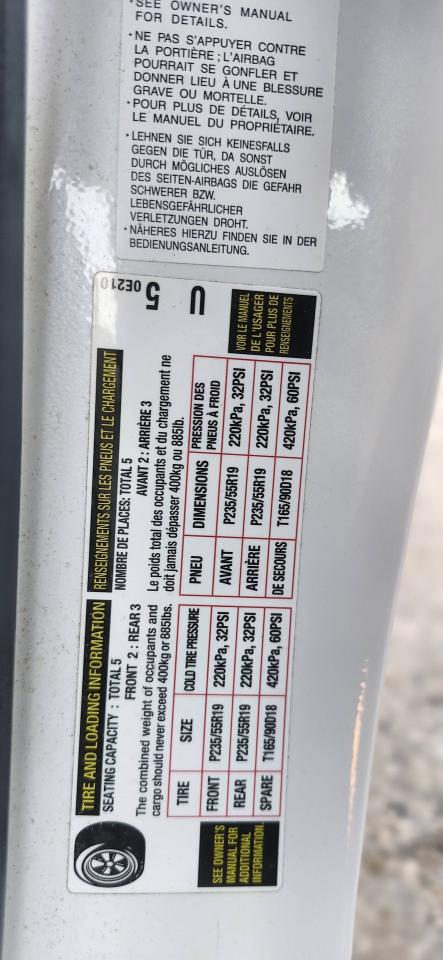 · SEE OWNER'S MANUAL
FOR DETAILS.
· NE PAS S'APPUYER CONTRE
LA PORTIÈRE ; L'AIRBAG
POURRAIT SE GONFLER ET
DONNER LIEU À UNE BLESSURE
GRAVE OU MORTELLE.
· POUR PLUS DE DÉTAILS, VOIR
LE MANUEL DU PROPRIÉTAIRE.
· LEHNEN SIE SICH KEINESFALLS
GEGEN DIE TÜR, DA SONST
DURCH MÖGLICHES AUSLÖSEN
DES SEITEN-AIRBAGS DIE GEFAHR
SCHWERER BZW.
LEBENSGEFÄHRLICHER
VERLETZUNGEN DROHT.
· NÄHERES HIERZU FINDEN SIE IN DER
BEDIENUNGSANLEITUNG.
TIRE AND LOADING INFORMATION
SEATING CAPACITY : TOTAL 5
FRONT 2 : REAR 3
The combined weight of occupants and
cargo should never exceed 400kg or 885lbs.
TIRE SIZE COLD TIRE PRESSURE
FRONT P235/55R19 220kPa, 32PSI
REAR P235/55R19 220kPa, 32PSI
SPARE T165/90D18 420kPa, 60PSI
SEE OWNER'S
MANUAL FOR
ADDITIONAL
INFORMATION
RENSEIGNEMENTS SUR LES PNEUS ET LE CHARGEMENT
NOMBRE DE PLACES: TOTAL 5
AVANT 2 : ARRIÈRE 3
Le poids total des occupants et du chargement ne
doit jamais dépasser 400kg ou 885lb.
PNEU DIMENSIONS PRESSION DES
PNEUS À FROID
AVANT P235/55R19 220kPa, 32PSI
ARRIÈRE P235/55R19 220kPa, 32PSI
DE SECOURS T165/90D18 420kPa, 60PSI
VOIR LE MANUEL
DE L'USAGER
POUR PLUS DE
RENSEIGNEMENTS
5 0E210
U